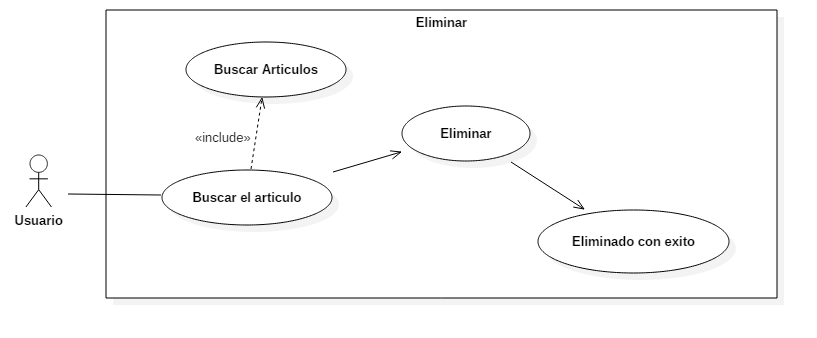 Eliminar
Buscar Articulos
Eliminar
«include»
Buscar el articulo
Usuario
Eliminado con exito